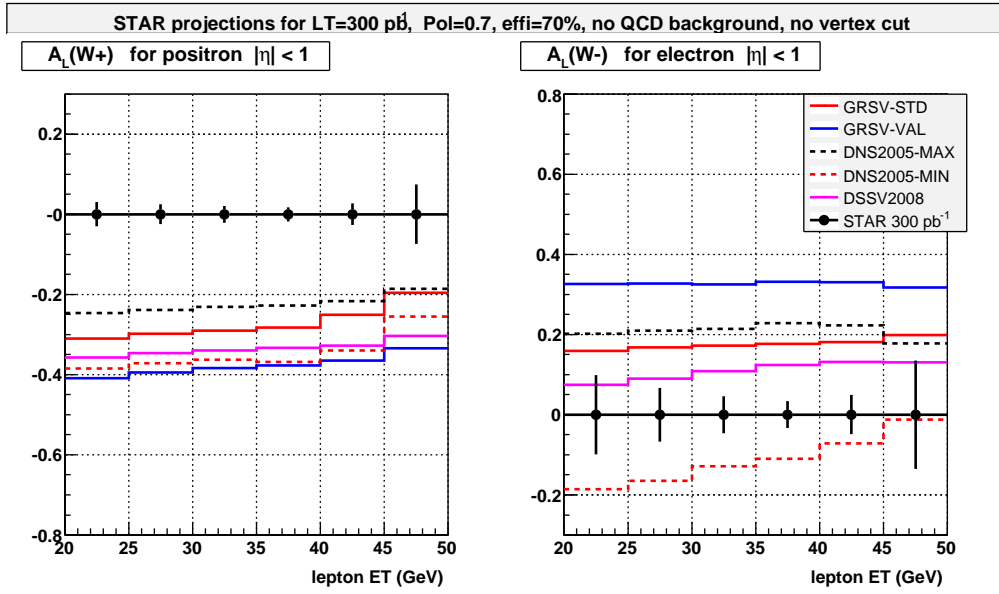 STAR projections for LT=300 pb-1, Pol=0.7, effi=70%, no QCD background, no vertex cut
AL(W+) for positron |η| < 1
0.2
-0
-0.2
-0.4
-0.6
-0.8
20 25 30 35 40 45 50
lepton ET (GeV)
AL(W-) for electron |η| < 1
0.8
0.6
0.4
0.2
0
-0.2
20 25 30 35 40 45 50
lepton ET (GeV)
GRSV-STD
GRSV-VAL
DNS2005-MAX
DNS2005-MIN
DSSV2008
STAR 300 pb-1